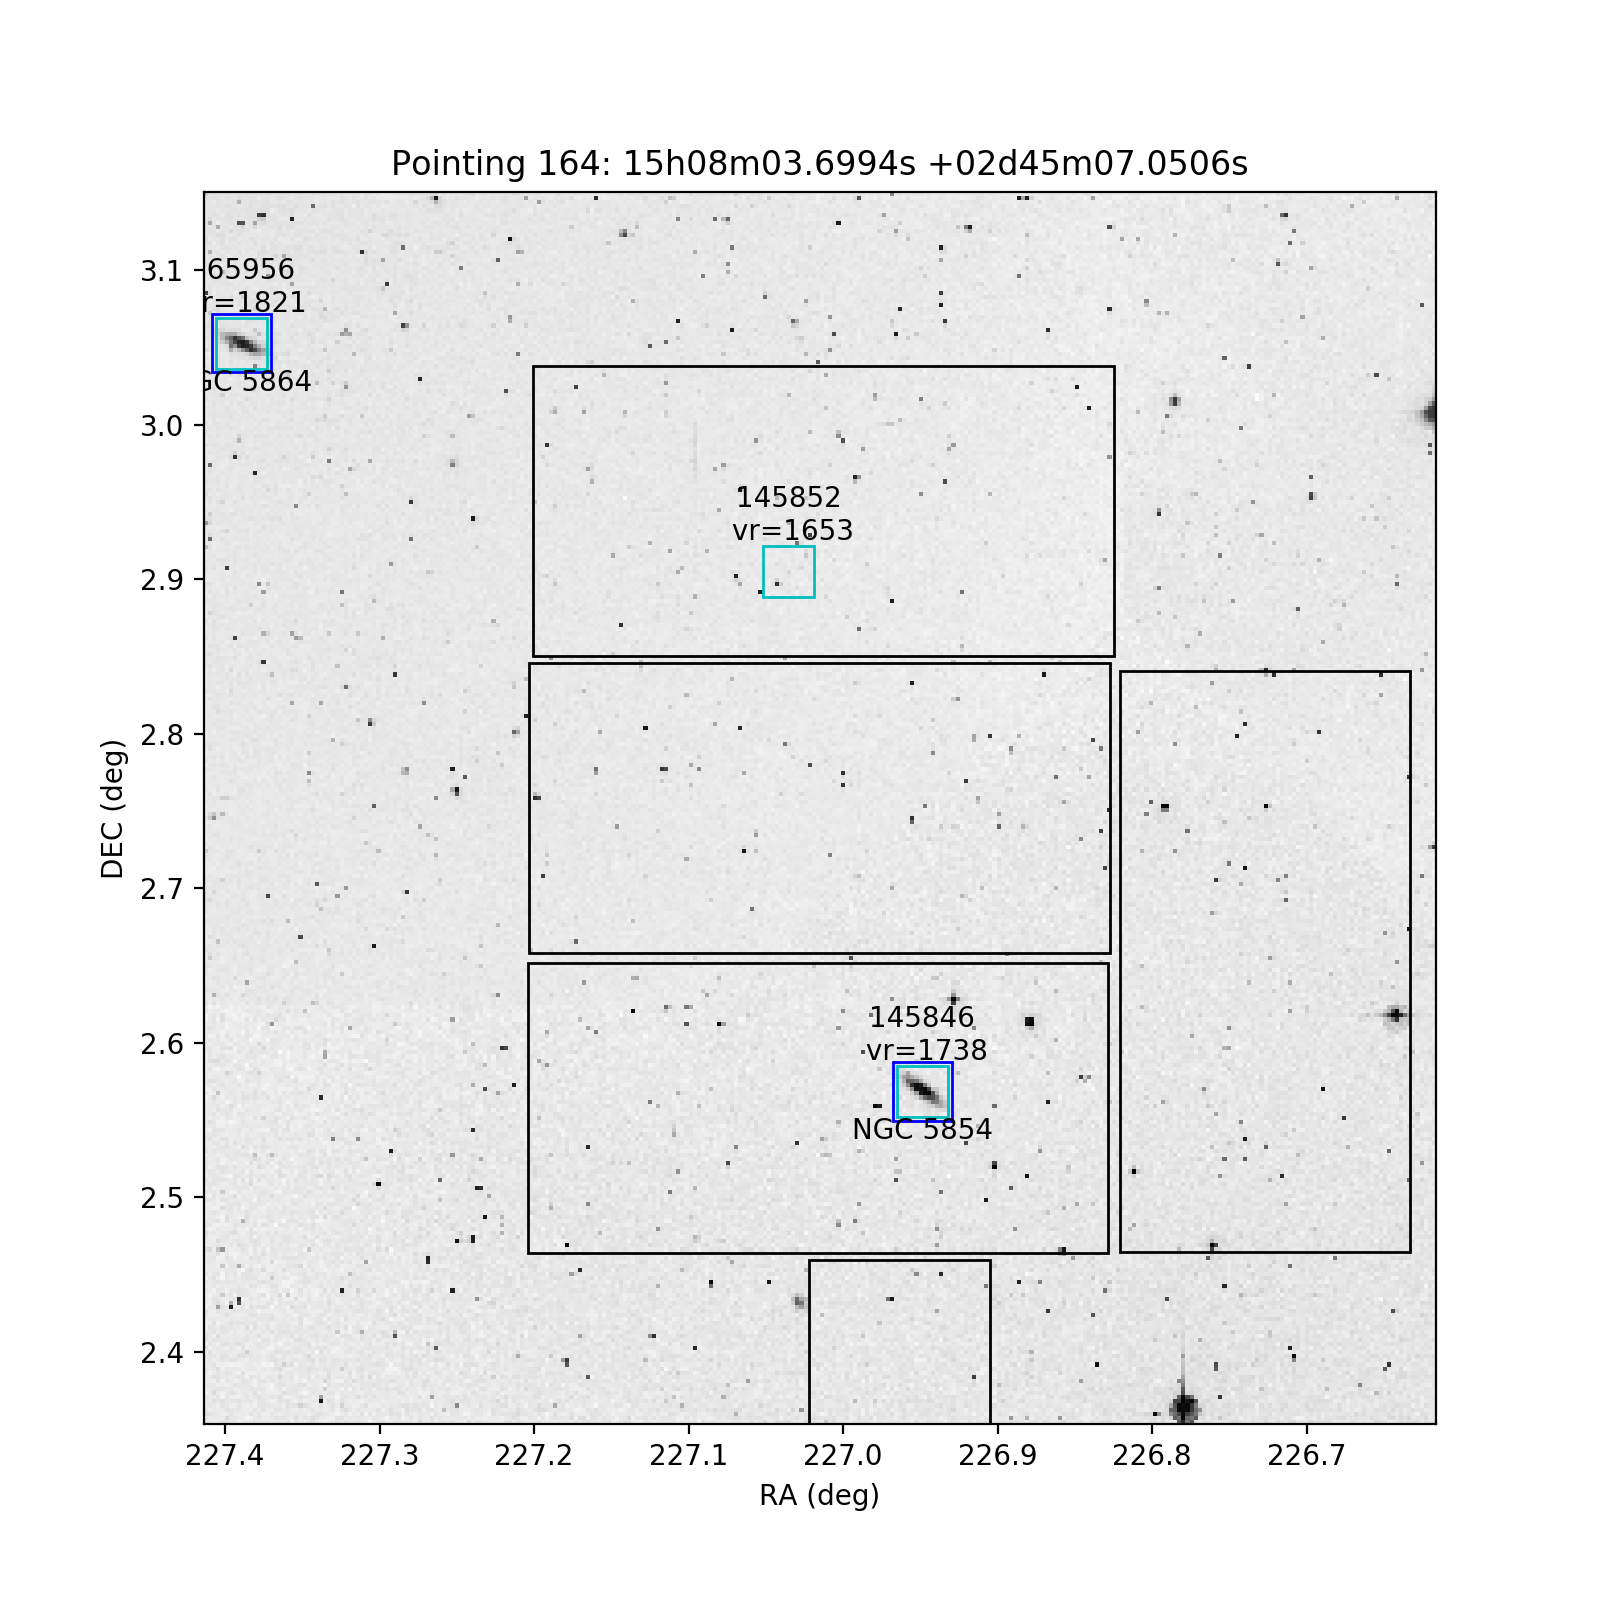 Pointing 164: 15h08m03.6994s +02d45m07.0506s
65956
r=1821
GC 5864
145852
vr=1653
145846
vr=1738
NGC 5854
DEC (deg)
3.1
3.0
2.9
2.8
2.7
2.6
2.5
2.4
227.4 227.3 227.2 227.1 227.0 226.9 226.8 226.7
RA (deg)